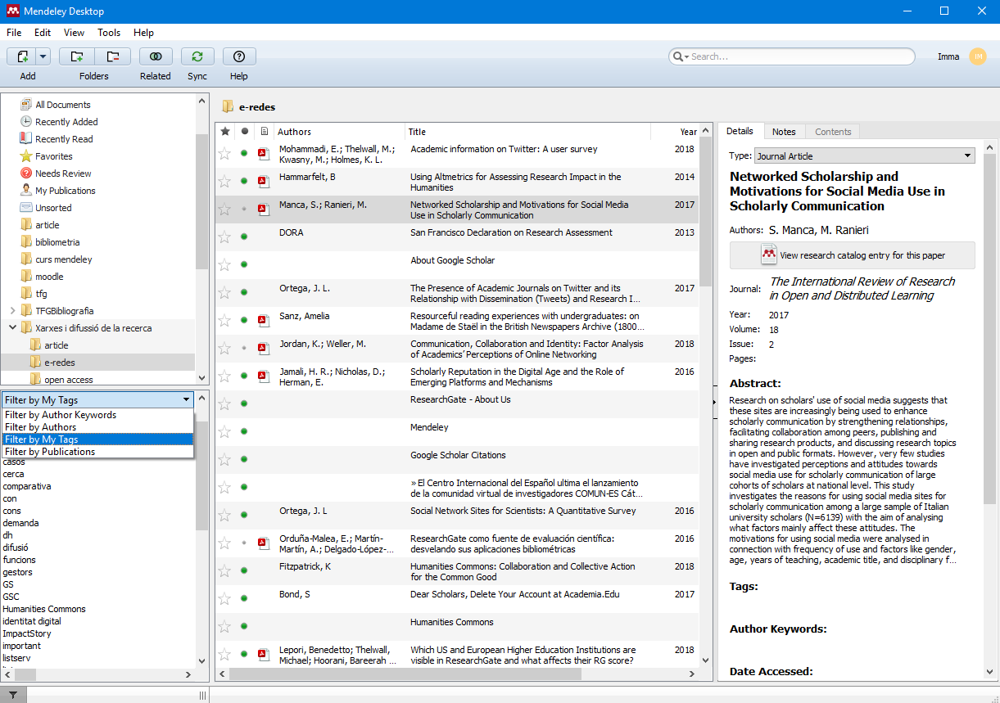 Mendeley Desktop
File Edit View Tools Help
Add Folders Related Sync Help
Search...
Imma
IM
All Documents
Recently Added
Recently Read
Favorites
Needs Review
My Publications
Unsorted
article
bibliometria
curs mendeley
moodle
tfg
TFGBibliografia
Xarxes i difussió de la recerca
article
e-redes
open access
Filter by My Tags
Filter by Author Keywords
Filter by Authors
Filter by My Tags
Filter by Publications
casos
cerca
comparativa
con
cons
demanda
dh
difusió
funcions
gestors
GS
GSC
Humanities Commons
identitat digital
ImpactStory
important
listserv
e-redes
Authors Title Year
Mohammadi, E.; Thelwall, M.; Academic information on Twitter: A user survey 2018
Kwasny, M.; Holmes, K. L.
Hammarfelt, B Using Altmetrics for Assessing Research Impact in the 2014
Humanities
Manca, S.; Ranieri, M. Networked Scholarship and Motivations for Social Media 2017
Use in Scholarly Communication
DORA San Francisco Declaration on Research Assessment 2013
About Google Scholar
Ortega, J. L. The Presence of Academic Journals on Twitter and its 2017
Relationship with Dissemination (Tweets) and Research I...
Sanz, Amelia Resourceful reading experiences with undergraduates: on
Madame de Staël in the British Newspapers Archive (1800...
Jordan, K.; Weller, M. Communication, Collaboration and Identity: Factor Analysis 2018
of Academics’ Perceptions of Online Networking
Jamali, H. R.; Nicholas, D.; Scholarly Reputation in the Digital Age and the Role of 2016
Herman, E. Emerging Platforms and Mechanisms
ResearchGate - About Us
Mendeley
Google Scholar Citations
» El Centro Internacional del Español ultima el lanzamiento
de la comunidad virtual de investigadores COMUN-ES Cát...
Ortega, J. L Social Network Sites for Scientists: A Quantitative Survey 2016
Orduña-Malea, E.; Martín- ResearchGate como fuente de evaluación científica: 2016
Martín, A.; Delgado-López-... desvelando sus aplicaciones bibliométricas
Fitzpatrick, K Humanities Commons: Collaboration and Collective Action 2018
for the Common Good
Bond, S Dear Scholars, Delete Your Account at Academia.Edu 2017
Humanities Commons
Lepori, Benedetto; Thelwall, Which US and European Higher Education Institutions are 2018
Michael; Hoorani, Bareerah ... visible in ResearchGate and what affects their RG score?
Details Notes Contents
Type: Journal Article
Networked Scholarship and
Motivations for Social Media Use in
Scholarly Communication
Authors: S. Manca, M. Ranieri
View research catalog entry for this paper
Journal: The International Review of Research
in Open and Distributed Learning
Year: 2017
Volume: 18
Issue: 2
Pages:
Abstract:
Research on scholars' use of social media suggests that
these sites are increasingly being used to enhance
scholarly communication by strengthening relationships,
facilitating collaboration among peers, publishing and
sharing research products, and discussing research topics
in open and public formats. However, very few studies
have investigated perceptions and attitudes towards
social media use for scholarly communication of large
cohorts of scholars at national level. This study
investigates the reasons for using social media sites for
scholarly communication among a large sample of Italian
university scholars (N=6139) with the aim of analysing
what factors mainly affect these attitudes. The
motivations for using social media were analysed in
connection with frequency of use and factors like gender,
age, years of teaching, academic title, and disciplinary f...
Tags:
Author Keywords:
Date Accessed: